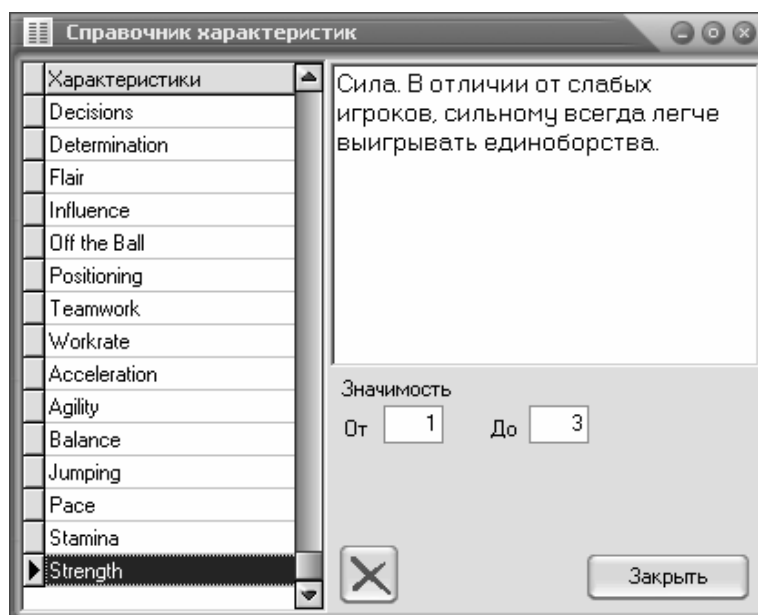 Справочник характеристик
Характеристики
Decisions
Determination
Flair
Influence
Off the Ball
Positioning
Teamwork
Workrate
Acceleration
Agility
Balance
Jumping
Pace
Stamina
Strength
Сила. В отличии от слабых
игроков, сильному всегда легче
выигрывать единоборства.
Значимость
От 1 До 3
Закрыть